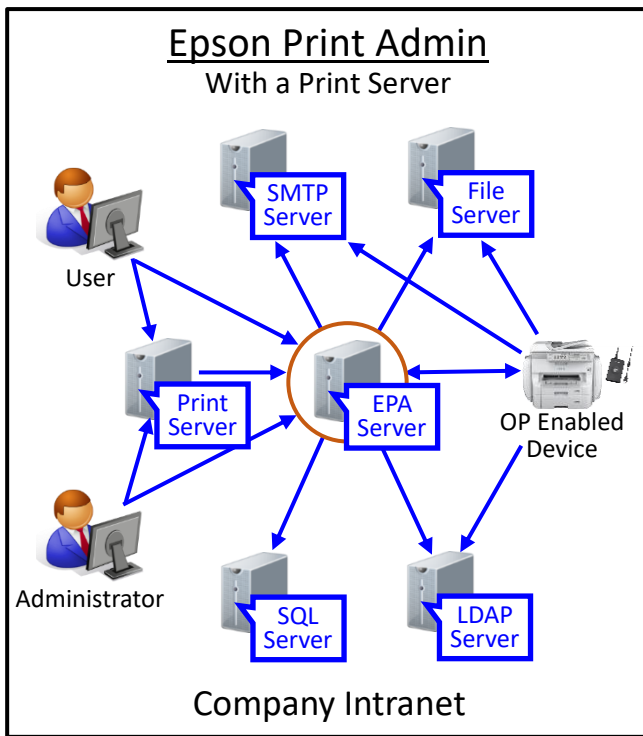 Epson Print Admin
With a Print Server
SMTP
Server
File
Server
User
Print
Server
EPA
Server
OP Enabled
Device
Administrator
SQL
Server
LDAP
Server
Company Intranet